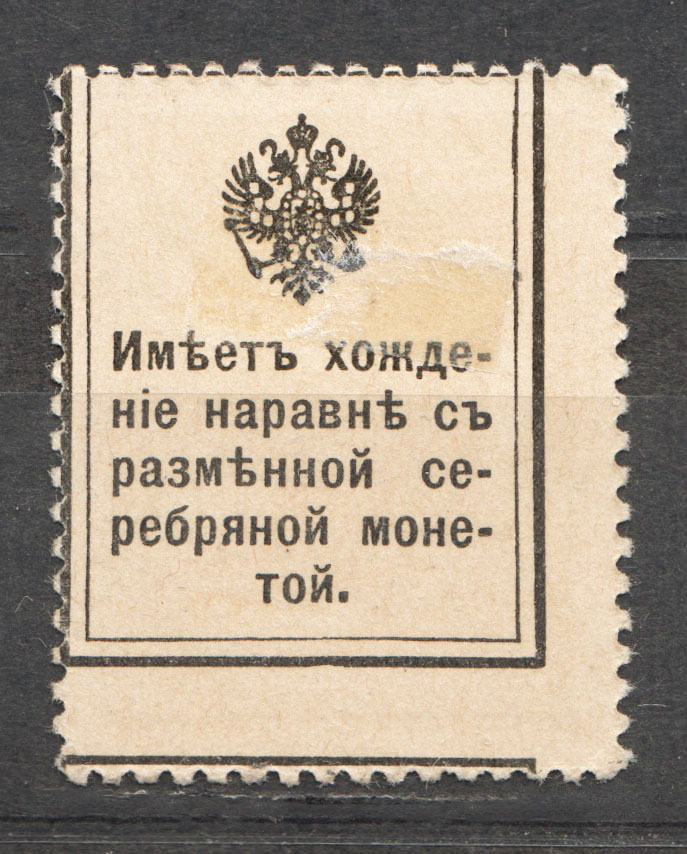 Имѣетъ хожде-
ніе наравнѣ съ
размѣнной се-
ребряной моне-
той.